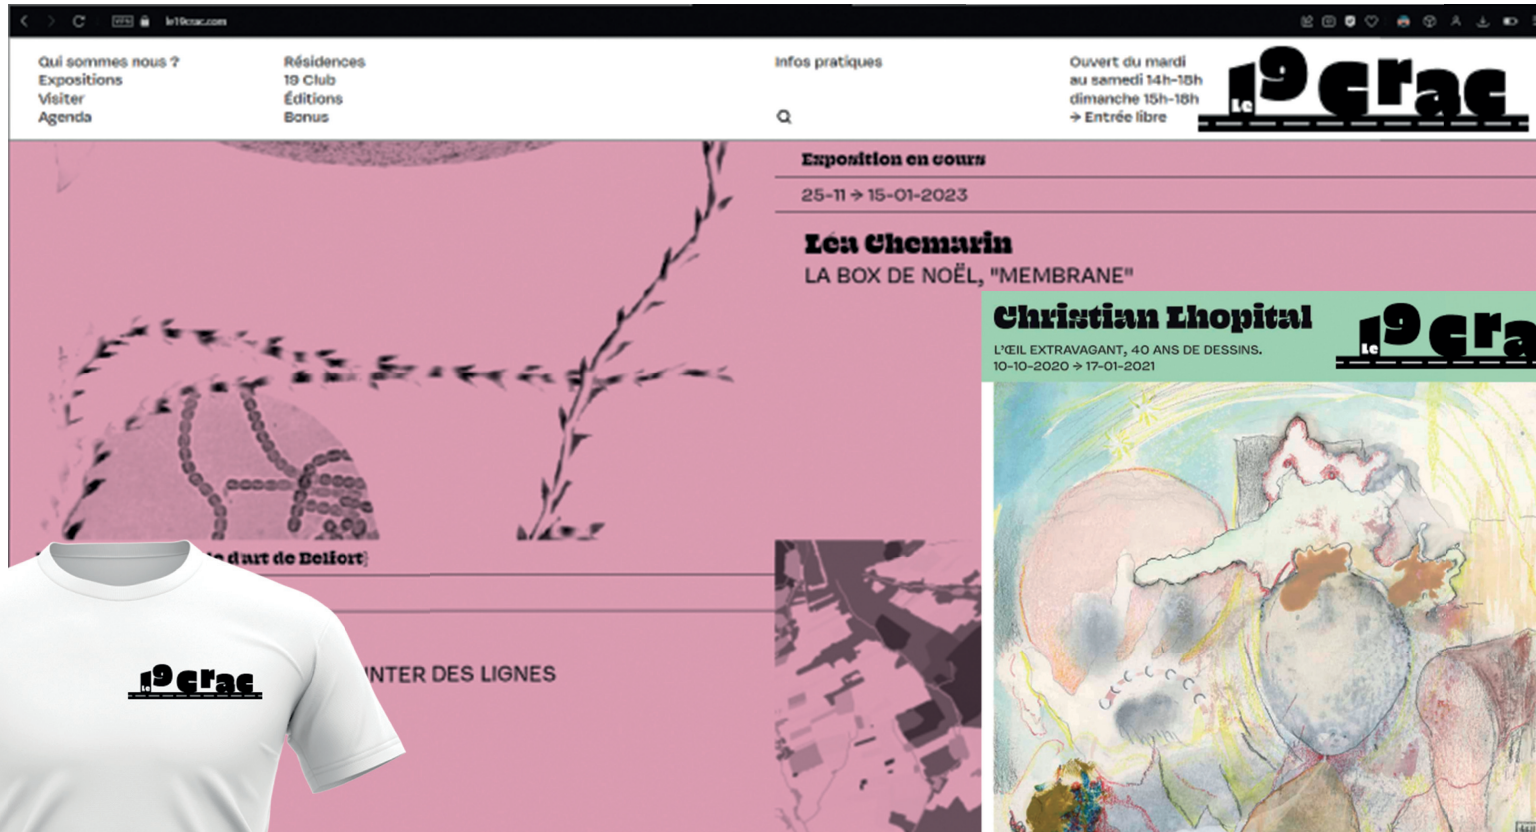 VPN
le19crac.com
Qui sommes nous ?
Expositions
Visiter
Agenda
Résidences
19 Club
Éditions
Bonus
Infos pratiques
Ouvert du mardi
au samedi 14h-18h
dimanche 15h-18h
→ Entrée libre
Le 19 crac
Exposition en cours
25-11 → 15-01-2023
Léa Chemarin
LA BOX DE NOËL, "MEMBRANE"
Christian Lhopital
L'ŒIL EXTRAVAGANT, 40 ANS DE DESSINS.
10-10-2020 → 17-01-2021
Le 19 cra
d'art de Belfort)
INTER DES LIGNES
Le 19 crac